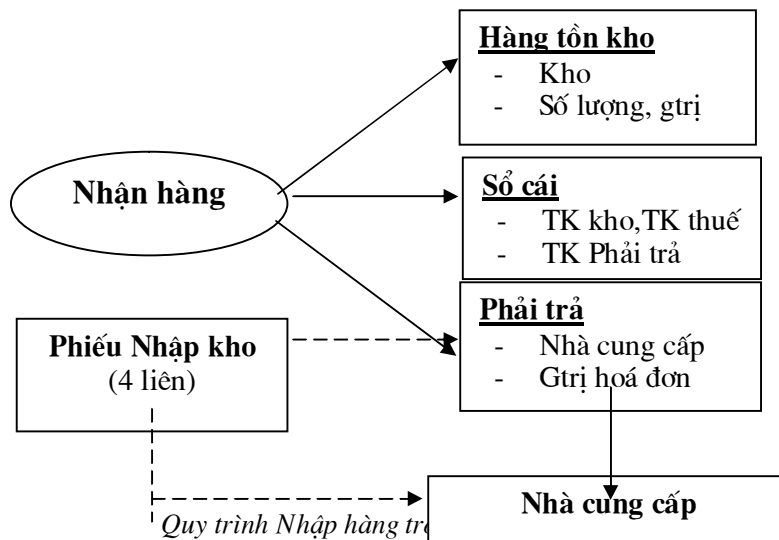 Hàng tồn kho
- Kho
- Số lượng, gtrị
Nhận hàng
Sổ cái
- TK kho,TK thuế
- TK Phải trả
Phải trả
- Nhà cung cấp
- Gtrị hoá đơn
Phiếu Nhập kho
(4 liên)
Nhà cung cấp
Quy trình Nhập hàng